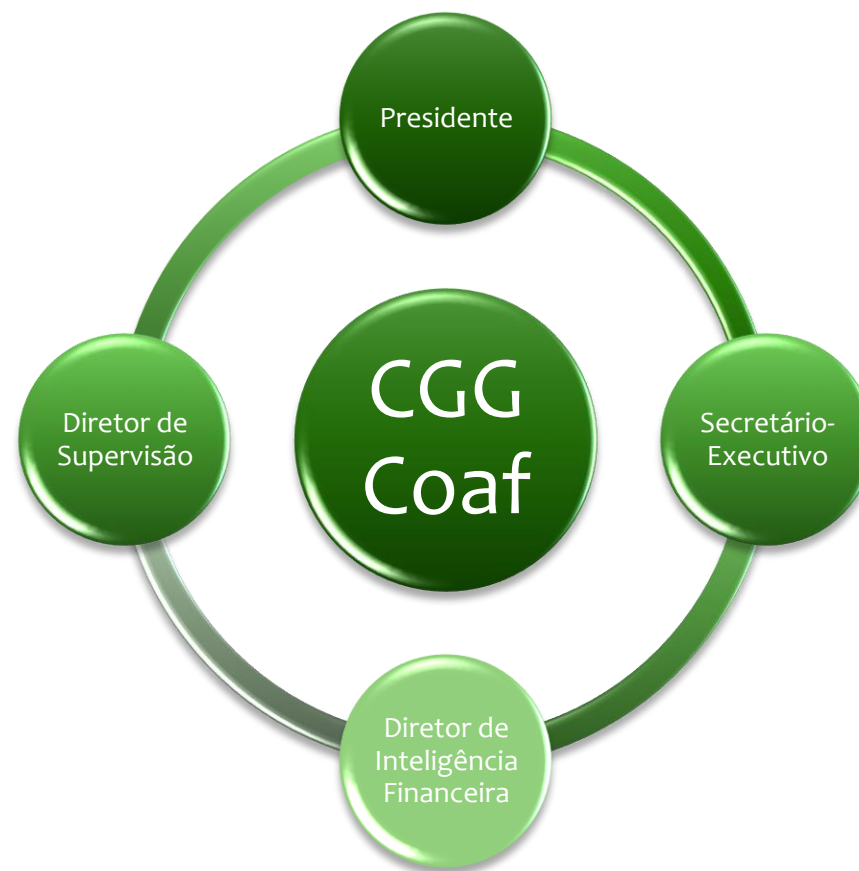 Presidente
CGG
Coaf
Diretor de
Supervisão
Secretário-
Executivo
Diretor de
Inteligência
Financeira